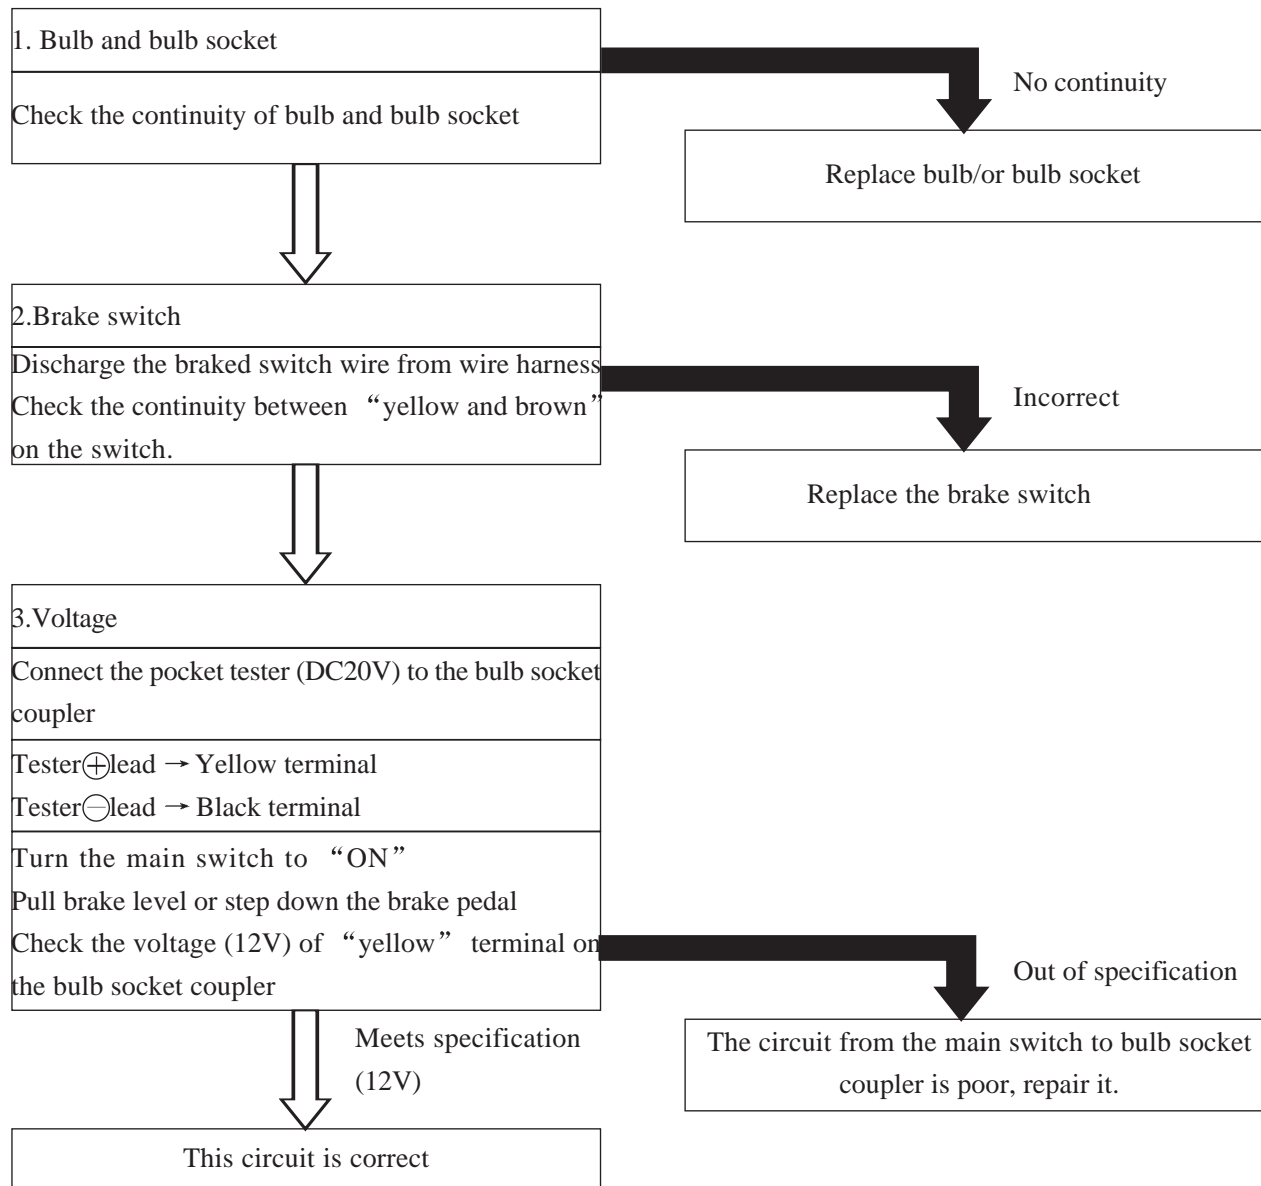 1. Bulb and bulb socket
Check the continuity of bulb and bulb socket
No continuity
Replace bulb/or bulb socket
2.Brake switch
Discharge the braked switch wire from wire harness
Check the continuity between “yellow and brown”
on the switch.
Incorrect
Replace the brake switch
3.Voltage
Connect the pocket tester (DC20V) to the bulb socket
coupler
Tester⊕lead → Yellow terminal
Tester⊖lead → Black terminal
Turn the main switch to “ON”
Pull brake level or step down the brake pedal
Check the voltage (12V) of “yellow” terminal on
the bulb socket coupler
Out of specification
The circuit from the main switch to bulb socket
coupler is poor, repair it.
Meets specification
(12V)
This circuit is correct